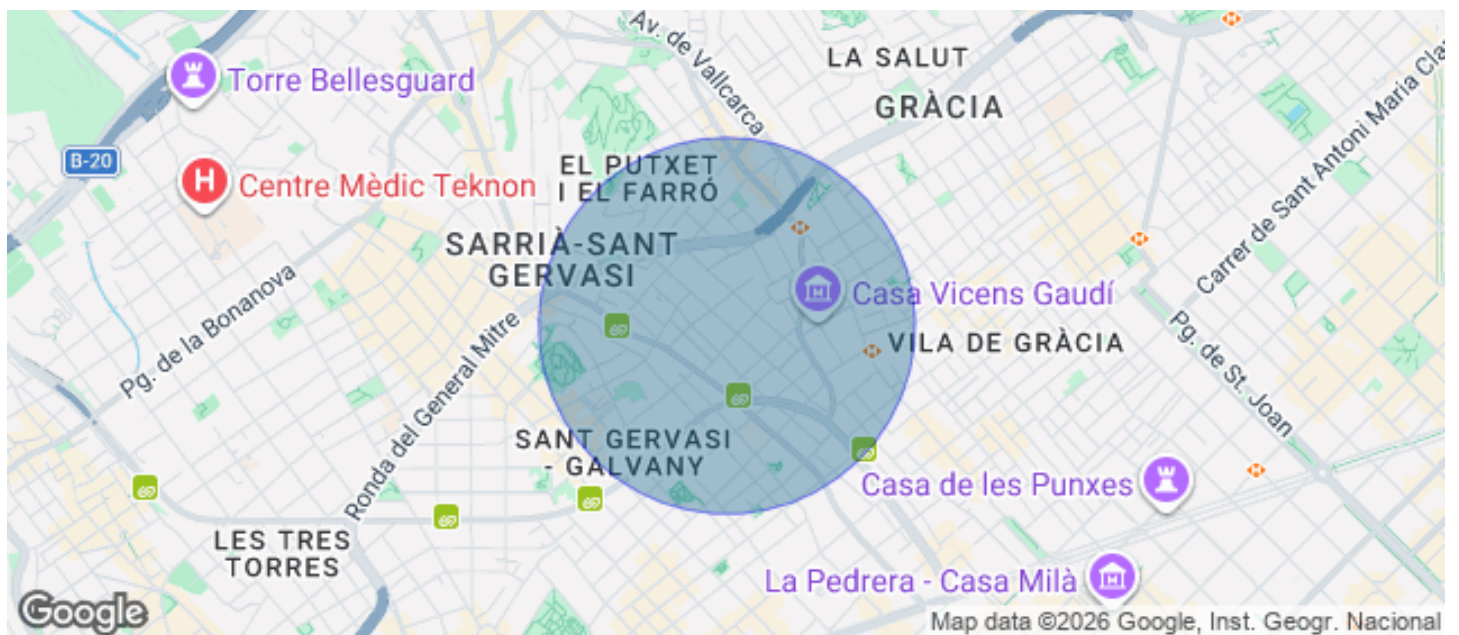 Av. de Vallcarca
LA SALUT
GRÀCIA
Torre Bellesguard
B-20
H
Centre Mèdic Teknon
EL PUTXET
I EL FARRÓ
SARRIÀ-SANT
GERVASI
Casa Vicens Gaudí
VILA DE GRÀCIA
Carrer de Sant Antoni Maria Clar
Pg. de la Bonanova
Ronda del General Mitre
Pg. de St. Joan
SANT GERVASI
- GALVANY
Casa de les Punxes
LES TRES
TORRES
La Pedrera - Casa Milà
Google
Map data ©2026 Google, Inst. Geogr. Nacional